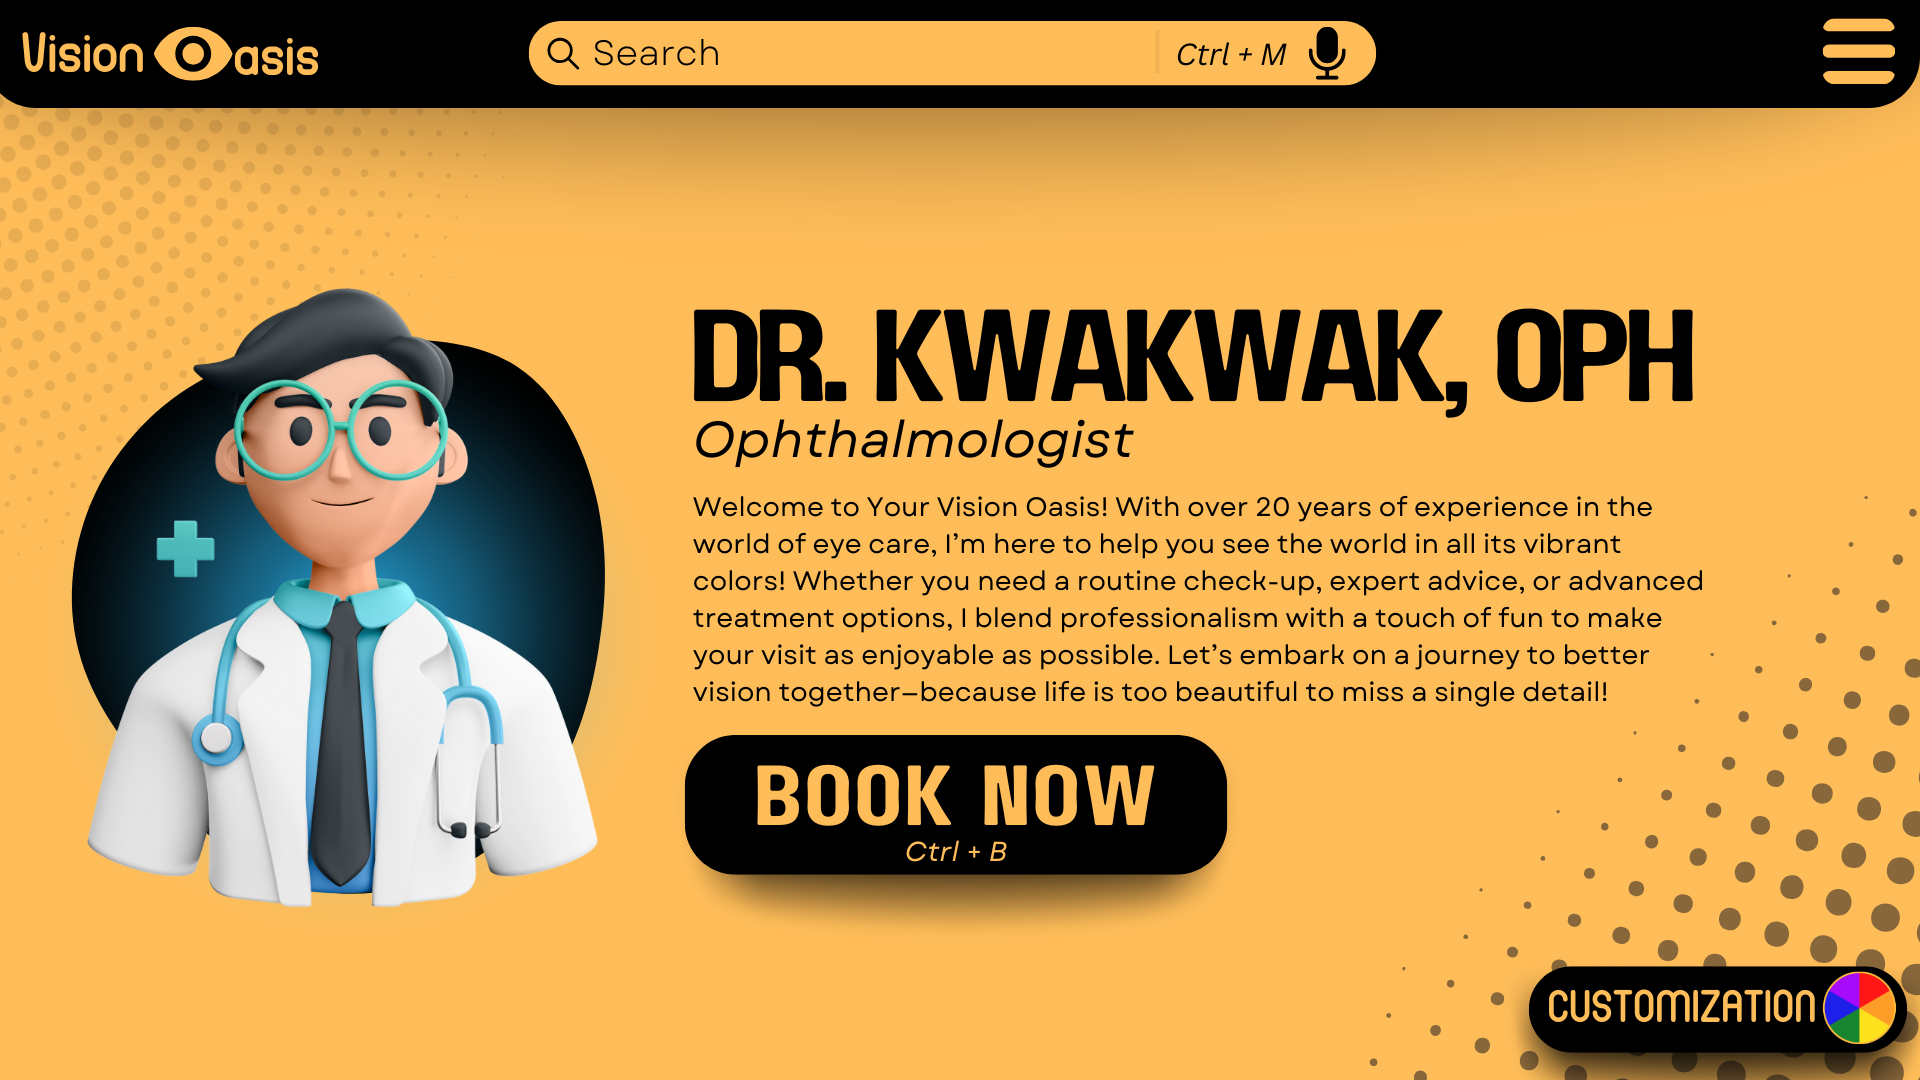 Vision Oasis
Search
Ctrl + M
DR. KWAKWAK, OPH
Ophthalmologist
Welcome to Your Vision Oasis! With over 20 years of experience in the
world of eye care, I’m here to help you see the world in all its vibrant
colors! Whether you need a routine check-up, expert advice, or advanced
treatment options, I blend professionalism with a touch of fun to make
your visit as enjoyable as possible. Let’s embark on a journey to better
vision together—because life is too beautiful to miss a single detail!
BOOK NOW
Ctrl + B
CUSTOMIZATION